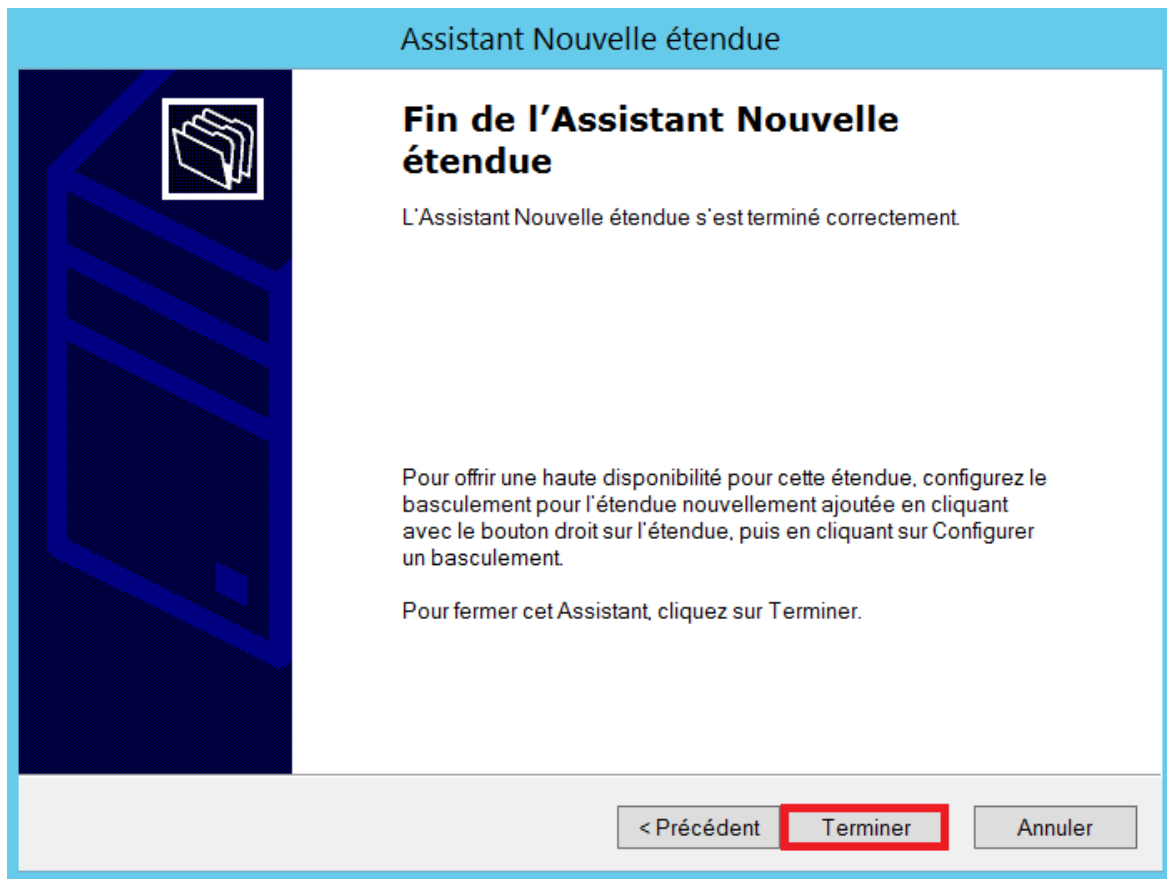 Assistant Nouvelle étendue
Fin de l’Assistant Nouvelle
étendue
L'Assistant Nouvelle étendue s'est terminé correctement.
Pour offrir une haute disponibilité pour cette étendue, configurez le
basculement pour l'étendue nouvellement ajoutée en cliquant
avec le bouton droit sur l'étendue, puis en cliquant sur Configurer
un basculement.
Pour fermer cet Assistant, cliquez sur Terminer.
< Précédent
Terminer
Annuler